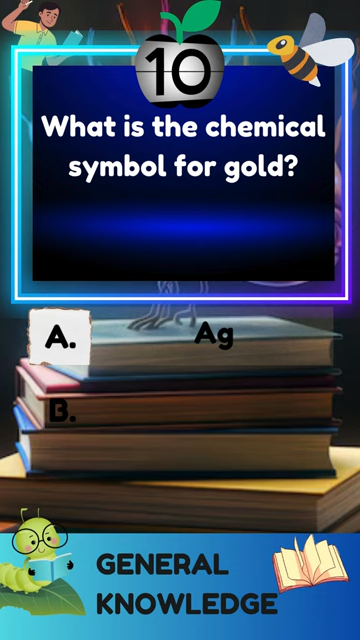 10
What is the chemical
symbol for gold?
A. Ag
B.
GENERAL
KNOWLEDGE